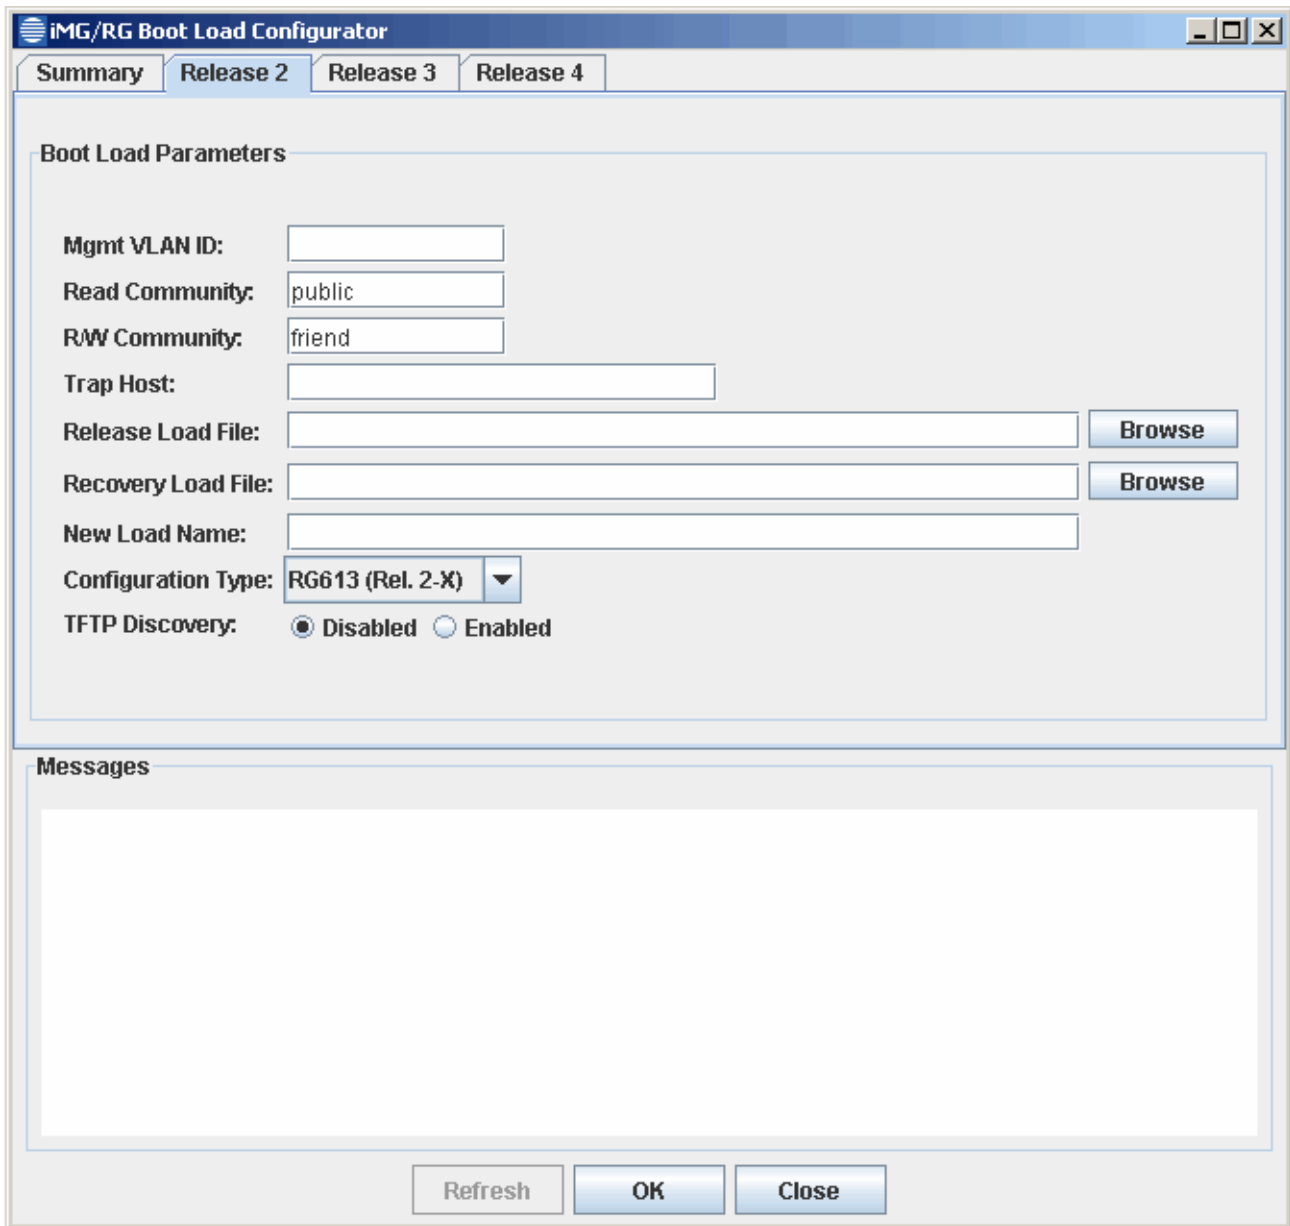 iMG/RG Boot Load Configurator
Summary Release 2 Release 3 Release 4
Boot Load Parameters
Mgmt VLAN ID:
Read Community: public
R/W Community: friend
Trap Host:
Release Load File: Browse
Recovery Load File: Browse
New Load Name:
Configuration Type: RG613 (Rel. 2-X)
TFTP Discovery: Disabled Enabled
Messages
Refresh OK Close